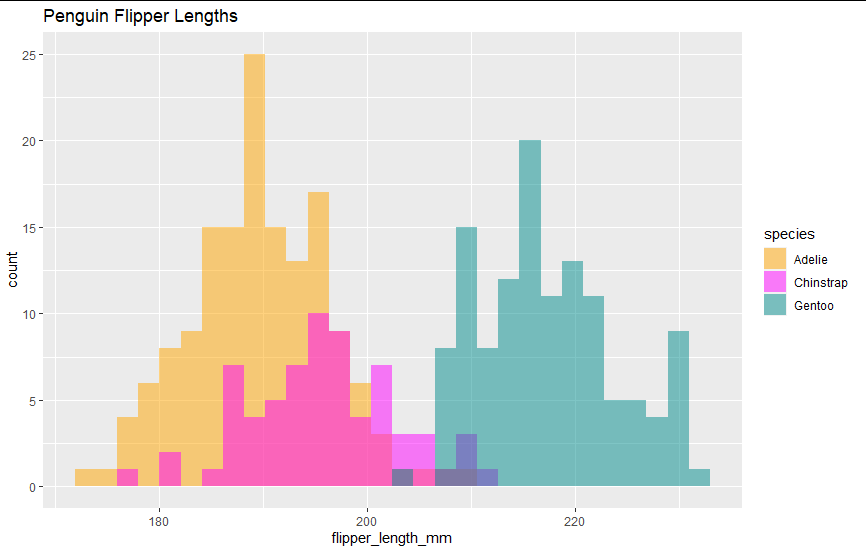 Penguin Flipper Lengths
25
20
15
10
5
0
count
180
200
220
flipper_length_mm
species
Adelie
Chinstrap
Gentoo